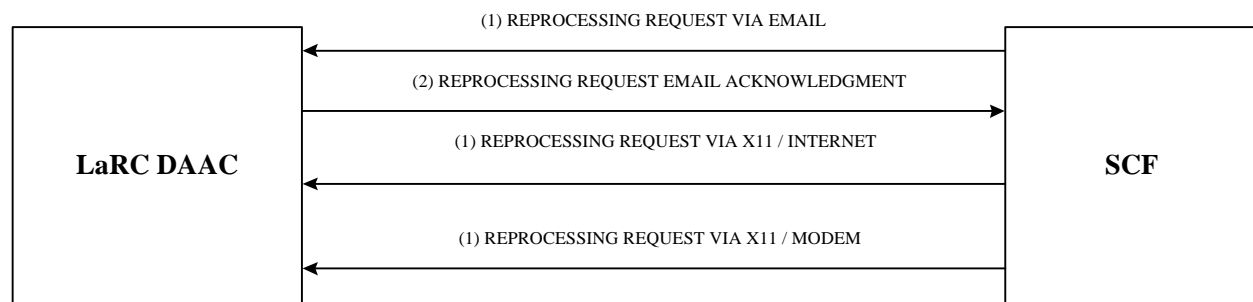 (1) REPROCESSING REQUEST VIA EMAIL
(2) REPROCESSING REQUEST EMAIL ACKNOWLEDGMENT
(1) REPROCESSING REQUEST VIA X11 / INTERNET
LaRC DAAC
SCF
(1) REPROCESSING REQUEST VIA X11 / MODEM